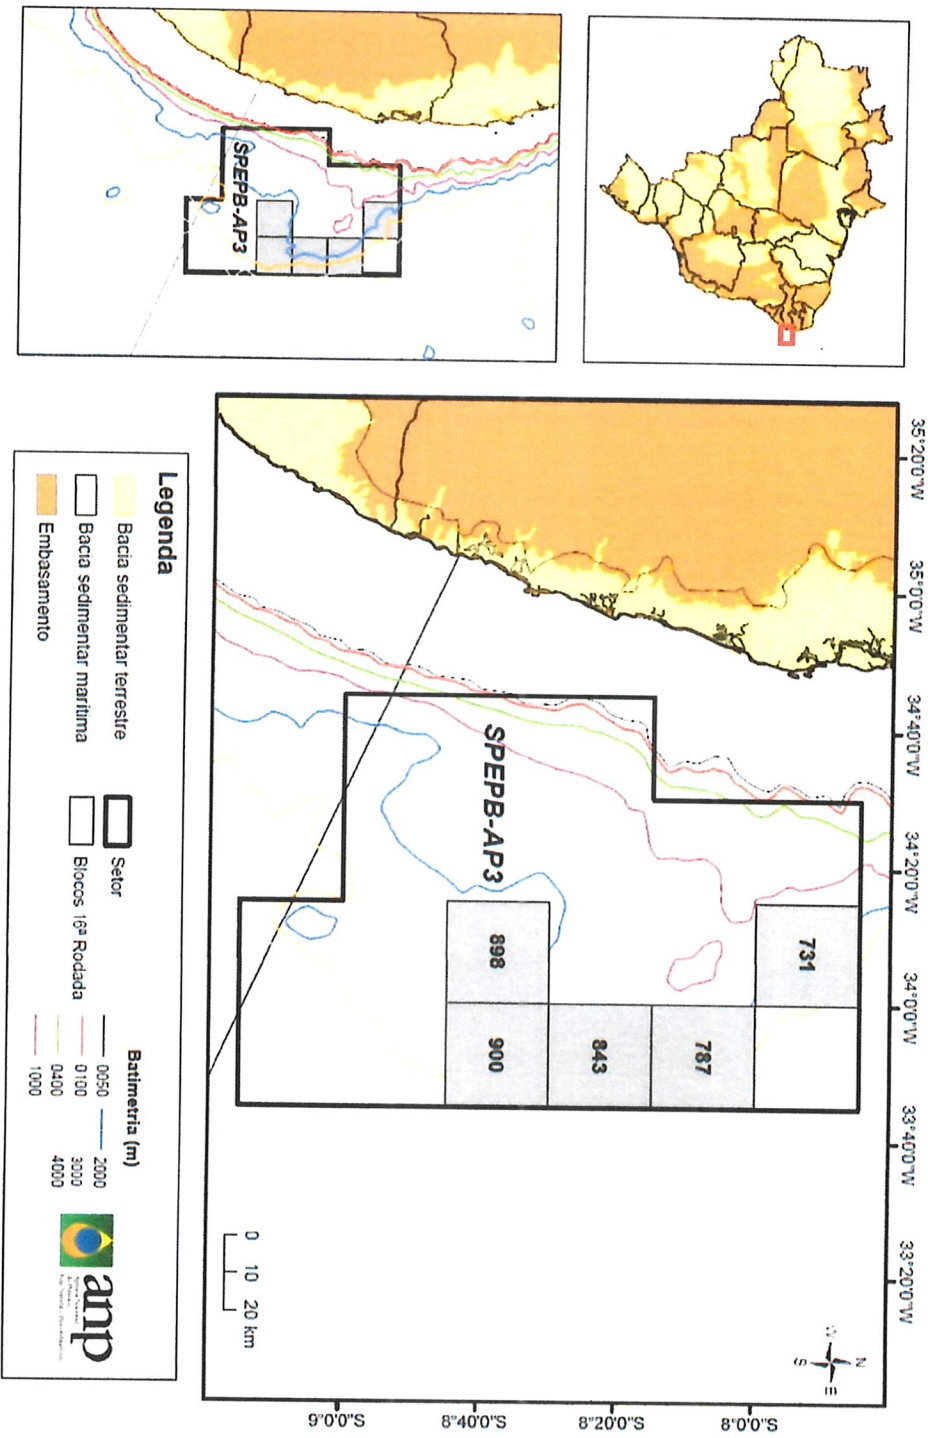 SPEPB-AP3
35°20'0"W
35°0'0"W
34°40'0"W
34°20'0"W
34°0'0"W
33°40'0"W
33°20'0"W
8°0'0"S
8°20'0"S
8°40'0"S
9°0'0"S
N
W
E
S
SPEPB-AP3
731
787
843
898
900
0 10 20 km
Legenda
Bacia sedimentar terrestre
Bacia sedimentar marítima
Embasamento
Setor
Blocos 16ª Rodada
Batimetria (m)
0050
0100
0400
1000
2000
3000
4000
anp